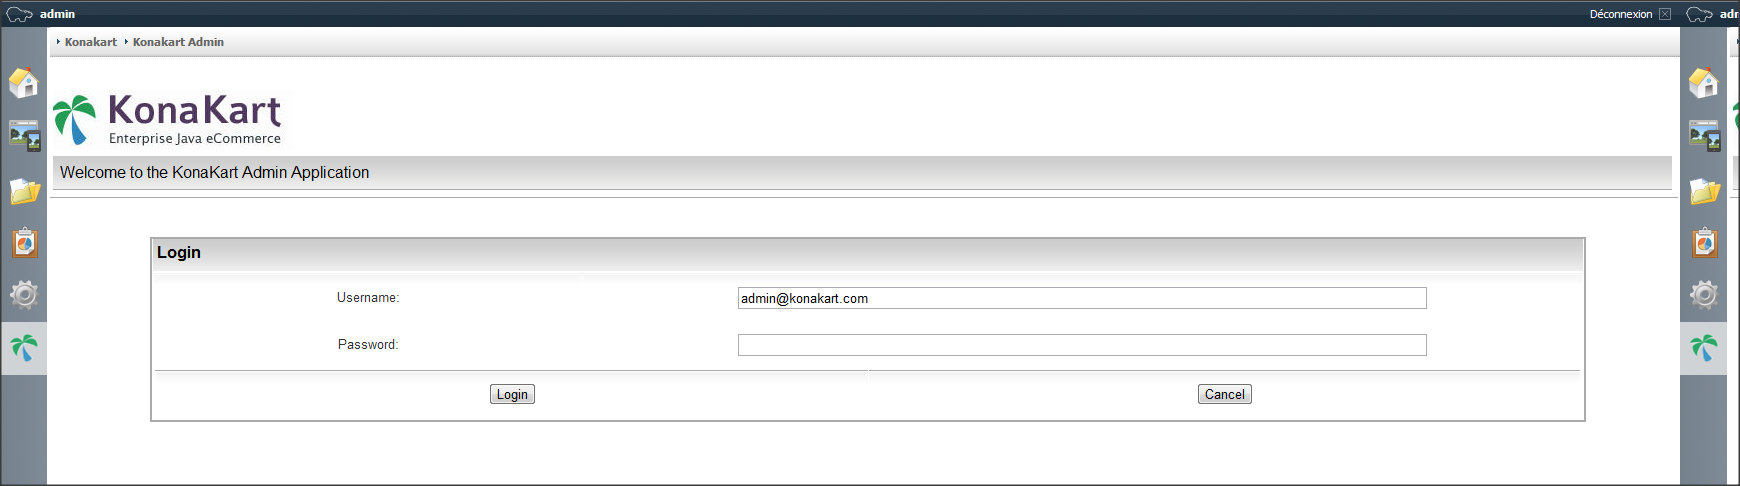 admin
Déconnexion
adr
Konakart Konakart Admin
KonaKart
Enterprise Java eCommerce
Welcome to the KonaKart Admin Application
Login
Username: admin@konakart.com
Password:
Login Cancel